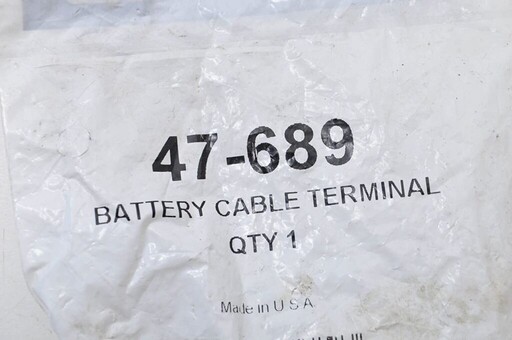 47-689
BATTERY CABLE TERMINAL
QTY 1
Made in U S A